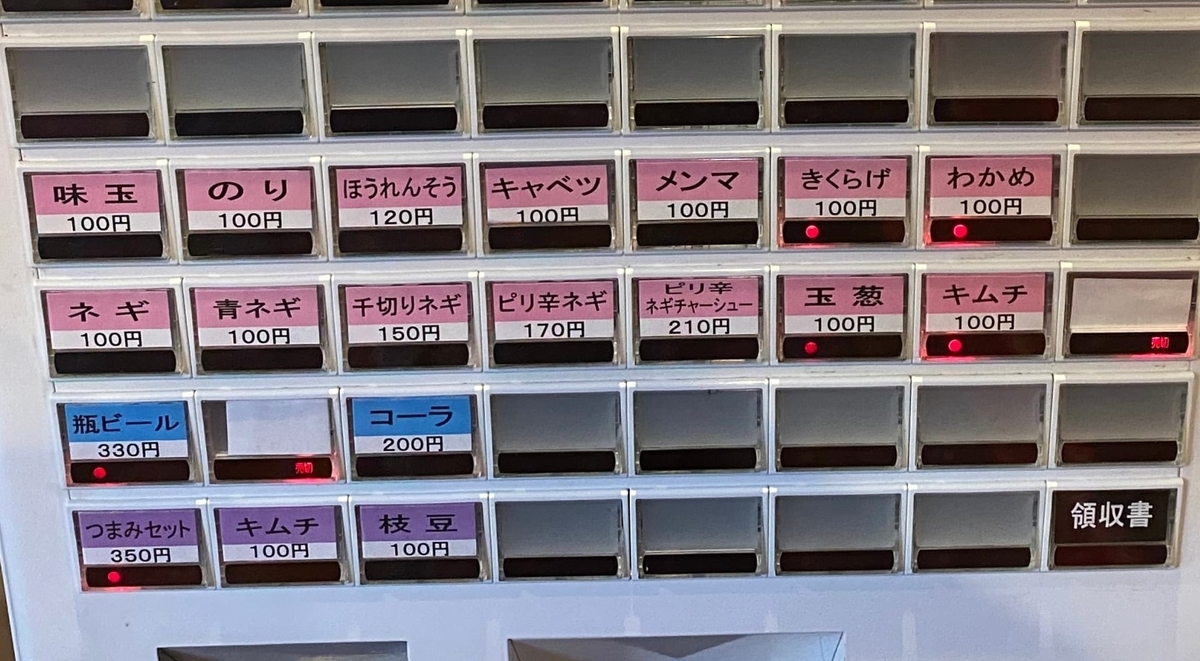 味玉
100円
のり
100円
ほうれんそう
120円
キャベツ
100円
メンマ
100円
きくらげ
100円
わかめ
100円
ネギ
100円
青ネギ
100円
千切りネギ
150円
ピリ辛ネギ
170円
ピリ辛
ネギチャーシュー
210円
玉葱
100円
キムチ
100円
売切
瓶ビール
330円
売切
コーラ
200円
つまみセット
350円
キムチ
100円
枝豆
100円
領収書